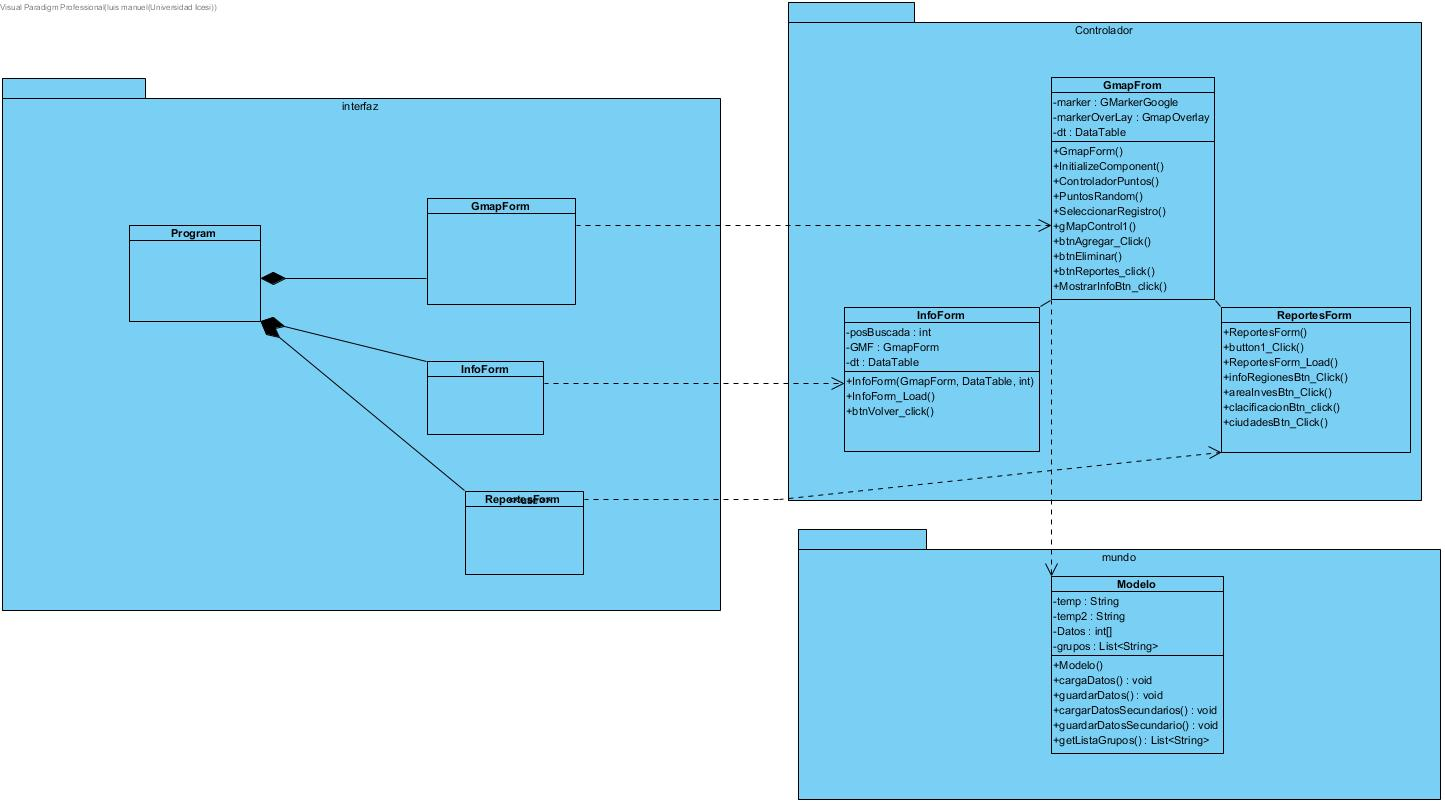 Visual Paradigm Professional(luis manuel(Universidad Icesi))
interfaz
Program
GmapForm
InfoForm
ReportesForm
Controlador
GmapFrom
-marker : GMarkerGoogle
-markerOverLay : GmapOverlay
-dt : DataTable
+GmapForm()
+InitializeComponent()
+ControladorPuntos()
+PuntosRandom()
+SeleccionarRegistro()
+gMapControl1()
+btnAgregar_Click()
+btnEliminar()
+btnReportes_click()
+MostrarInfoBtn_click()
InfoForm
-posBuscada : int
-GMF : GmapForm
-dt : DataTable
+InfoForm(GmapForm, DataTable, int)
+InfoForm_Load()
+btnVolver_click()
ReportesForm
+ReportesForm()
+button1_Click()
+ReportesForm_Load()
+infoRegionesBtn_Click()
+areaInvesBtn_Click()
+clacificacionBtn_click()
+ciudadesBtn_Click()
mundo
Modelo
-temp : String
-temp2 : String
-Datos : int[]
-grupos : List<String>
+Modelo()
+cargaDatos() : void
+guardarDatos() : void
+cargarDatosSecundarios() : void
+guardarDatosSecundario() : void
+getListaGrupos() : List<String>